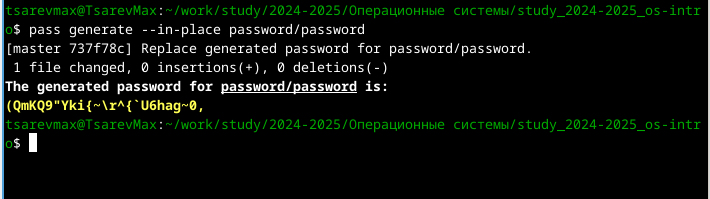 tsarevmax@TsarevMax:~/work/study/2024-2025/Операционные системы/study_2024-2025_os-intr
o$ pass generate --in-place password/password
[master 737f78c] Replace generated password for password/password.
 1 file changed, 0 insertions(+), 0 deletions(-)
The generated password for password/password is:
(QmKQ9"Yki{~\r^{`U6hag~0,
tsarevmax@TsarevMax:~/work/study/2024-2025/Операционные системы/study_2024-2025_os-intr
o$